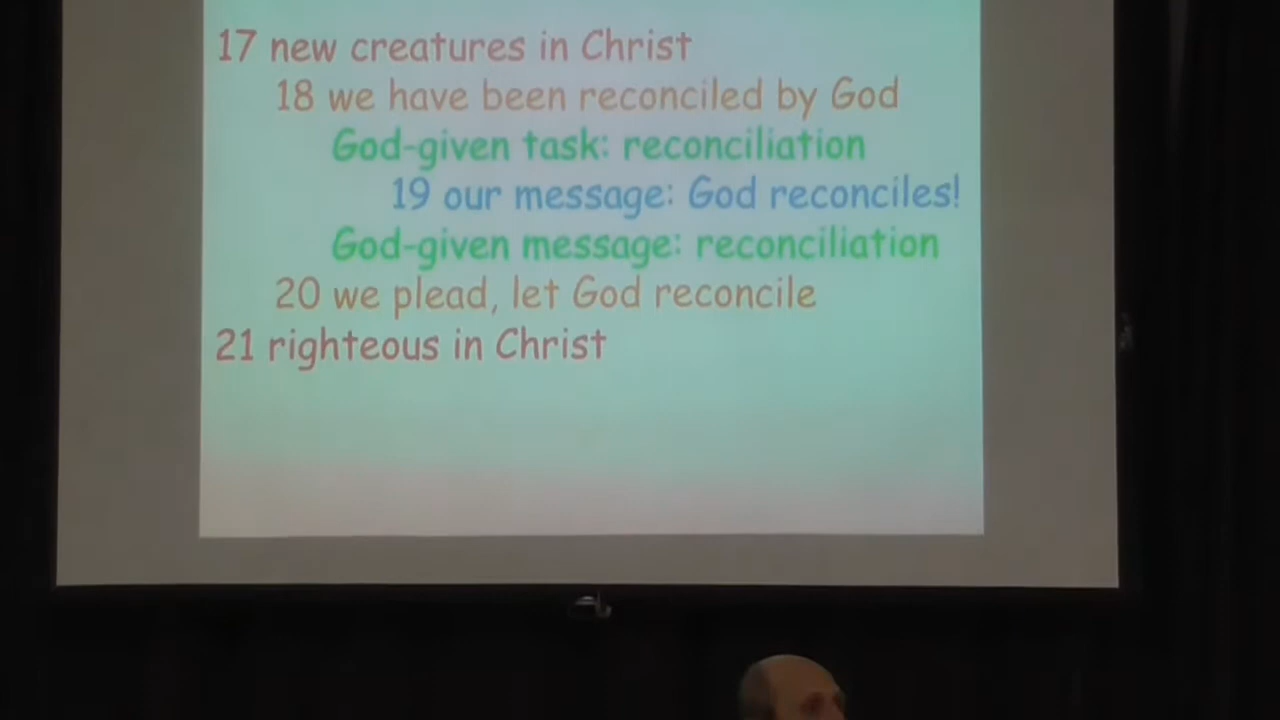 17 new creatures in Christ
18 we have been reconciled by God
God-given task: reconciliation
19 our message: God reconciles!
God-given message: reconciliation
20 we plead, let God reconcile
21 righteous in Christ